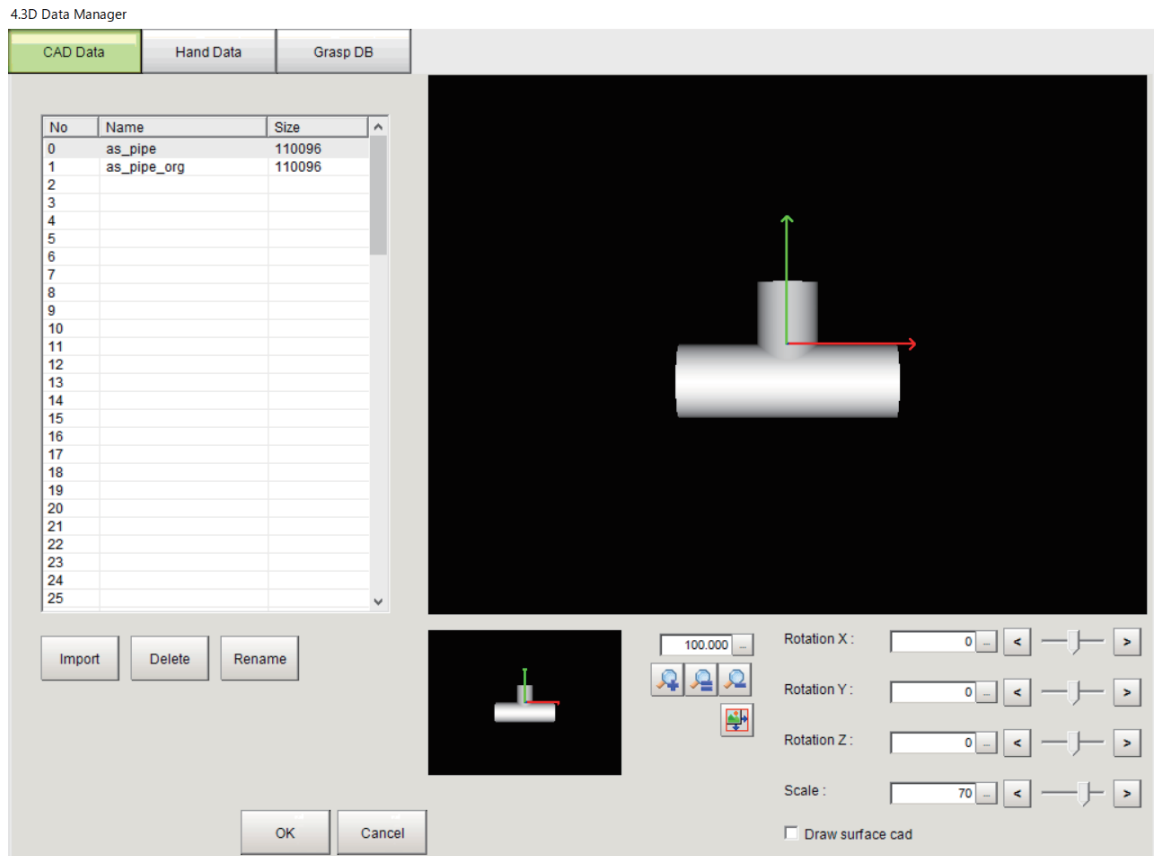 4.3D Data Manager
CAD Data Hand Data Grasp DB
No Name Size
0 as_pipe 110096
1 as_pipe_org 110096
2
3
4
5
6
7
8
9
10
11
12
13
14
15
16
17
18
19
20
21
22
23
24
25
Import Delete Rename
100.000 ...
Rotation X : 0 ... < >
Rotation Y : 0 ... < >
Rotation Z : 0 ... < >
Scale : 70 ... < >
Draw surface cad
OK Cancel